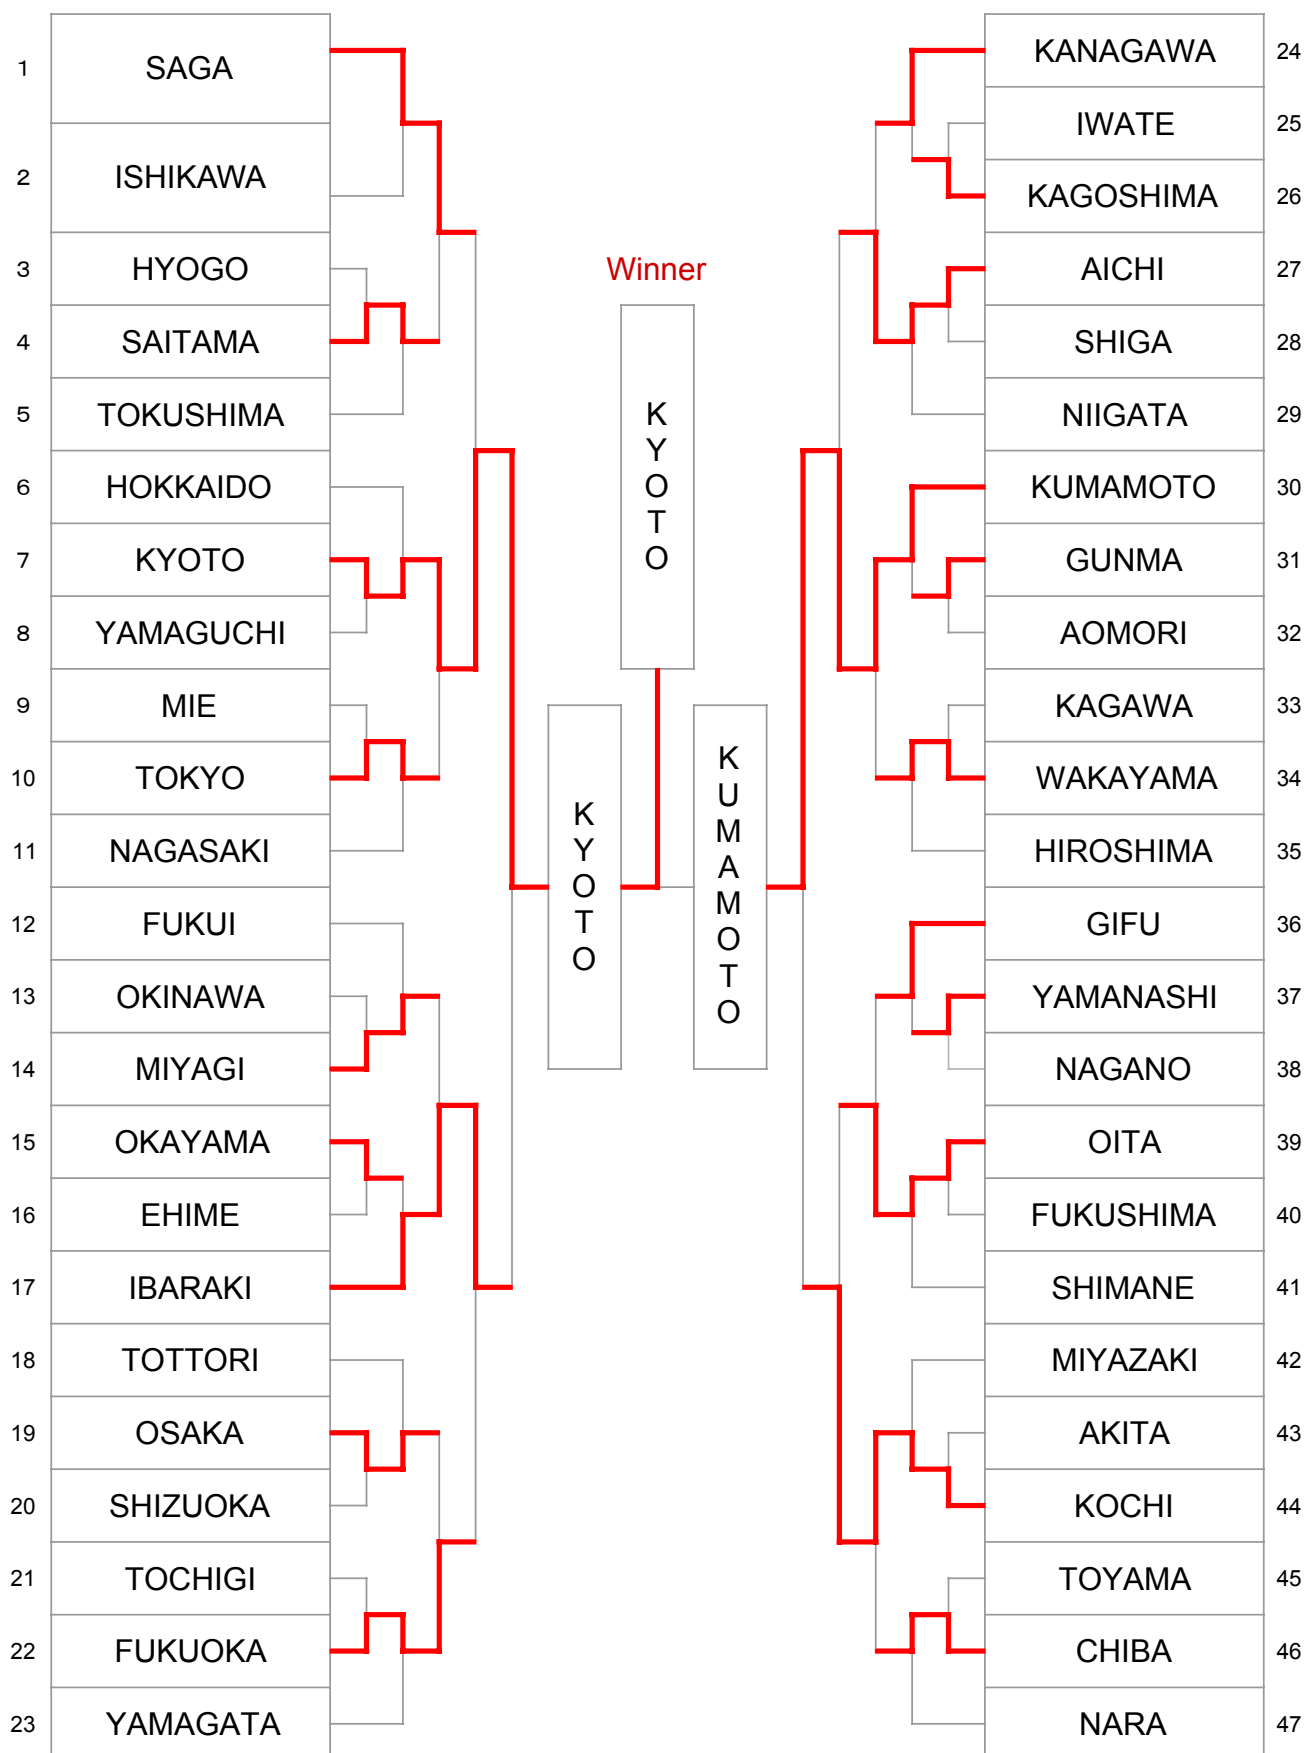 1 SAGA
2 ISHIKAWA
3 HYOGO
4 SAITAMA
5 TOKUSHIMA
6 HOKKAIDO
7 KYOTO
8 YAMAGUCHI
9 MIE
10 TOKYO
11 NAGASAKI
12 FUKUI
13 OKINAWA
14 MIYAGI
15 OKAYAMA
16 EHIME
17 IBARAKI
18 TOTTORI
19 OSAKA
20 SHIZUOKA
21 TOCHIGI
22 FUKUOKA
23 YAMAGATA
Winner
KYOTO
KYOTO
KUMAMOTO
KANAGAWA 24
IWATE 25
KAGOSHIMA 26
AICHI 27
SHIGA 28
NIIGATA 29
KUMAMOTO 30
GUNMA 31
AOMORI 32
KAGAWA 33
WAKAYAMA 34
HIROSHIMA 35
GIFU 36
YAMANASHI 37
NAGANO 38
OITA 39
FUKUSHIMA 40
SHIMANE 41
MIYAZAKI 42
AKITA 43
KOCHI 44
TOYAMA 45
CHIBA 46
NARA 47